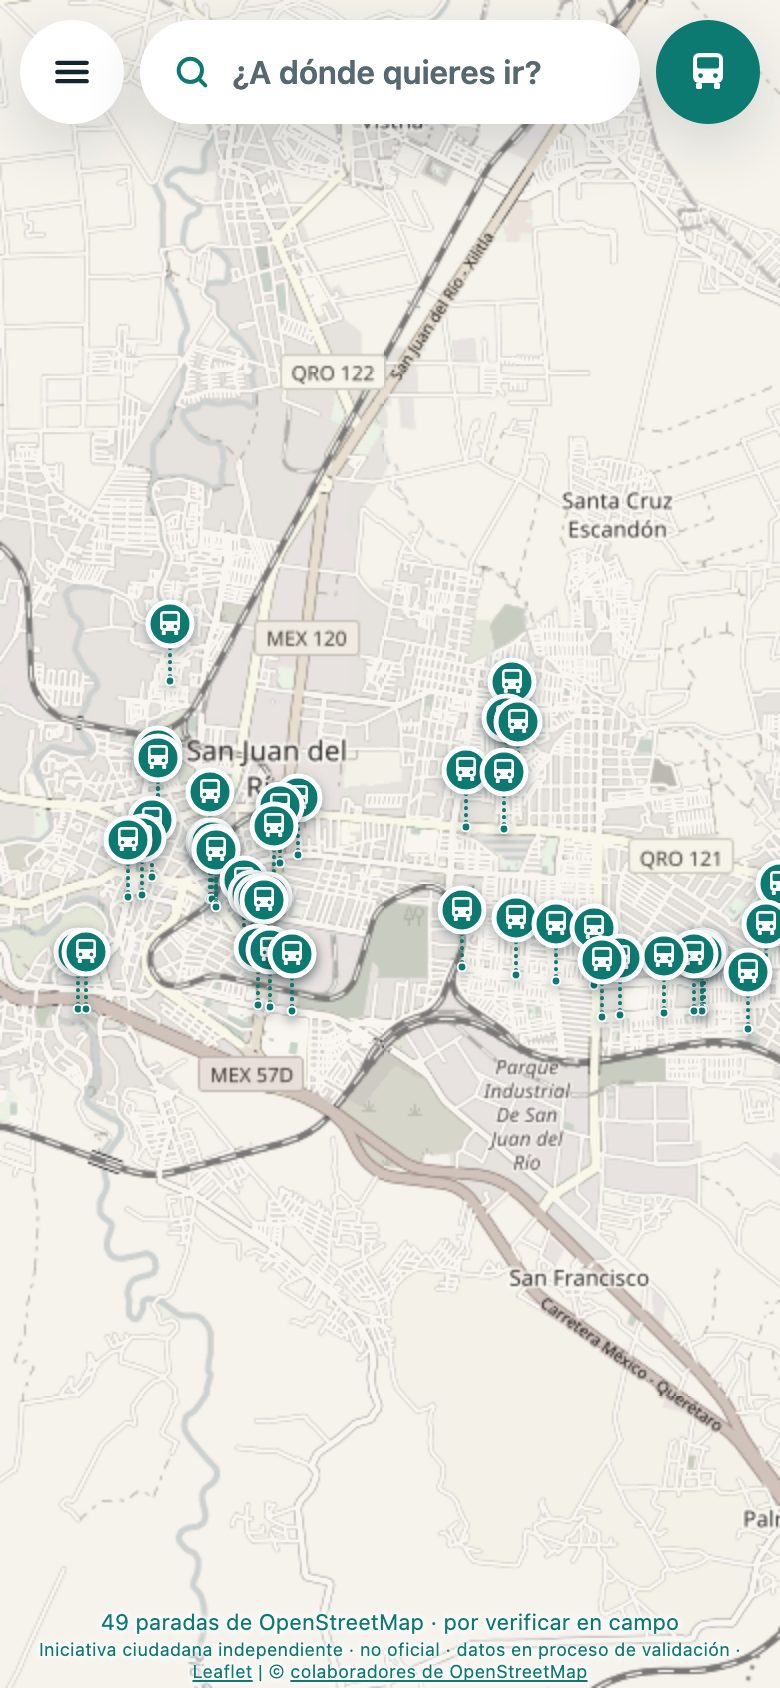 ¿A dónde quieres ir?
San Juan del Río - Xilitla
QRO 122
Santa Cruz
Escandón
MEX 120
San Juan del
QRO 121
MEX 57D
Parque
Industrial
De San
Juan del
Río
San Francisco
Carretera México - Querétaro
49 paradas de OpenStreetMap · por verificar en campo
Iniciativa ciudadana independiente · no oficial · datos en proceso de validación ·
Leaflet | © colaboradores de OpenStreetMap